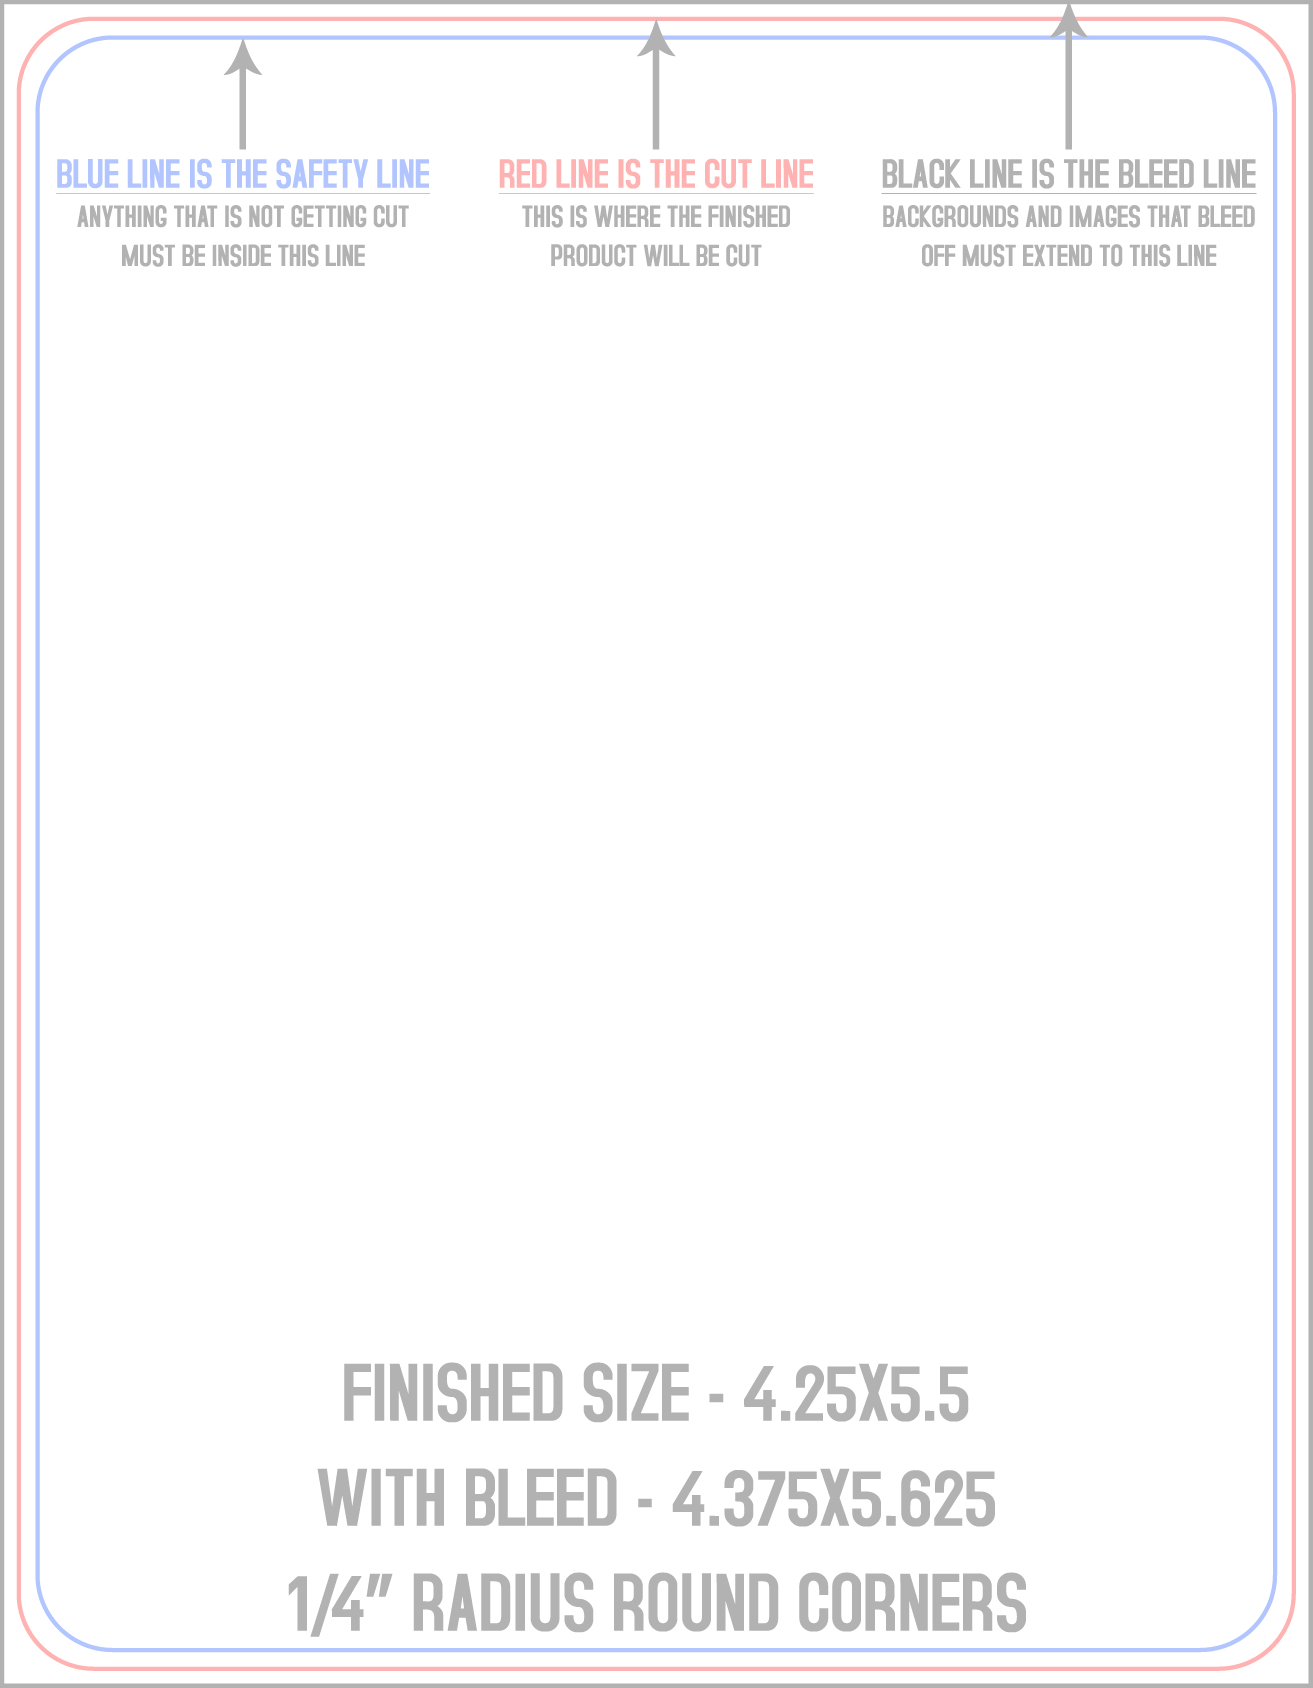 BLUE LINE IS THE SAFETY LINE
ANYTHING THAT IS NOT GETTING CUT
MUST BE INSIDE THIS LINE
RED LINE IS THE CUT LINE
THIS IS WHERE THE FINISHED
PRODUCT WILL BE CUT
BLACK LINE IS THE BLEED LINE
BACKGROUNDS AND IMAGES THAT BLEED
OFF MUST EXTEND TO THIS LINE
FINISHED SIZE - 4.25X5.5
WITH BLEED - 4.375X5.625
1/4" RADIUS ROUND CORNERS